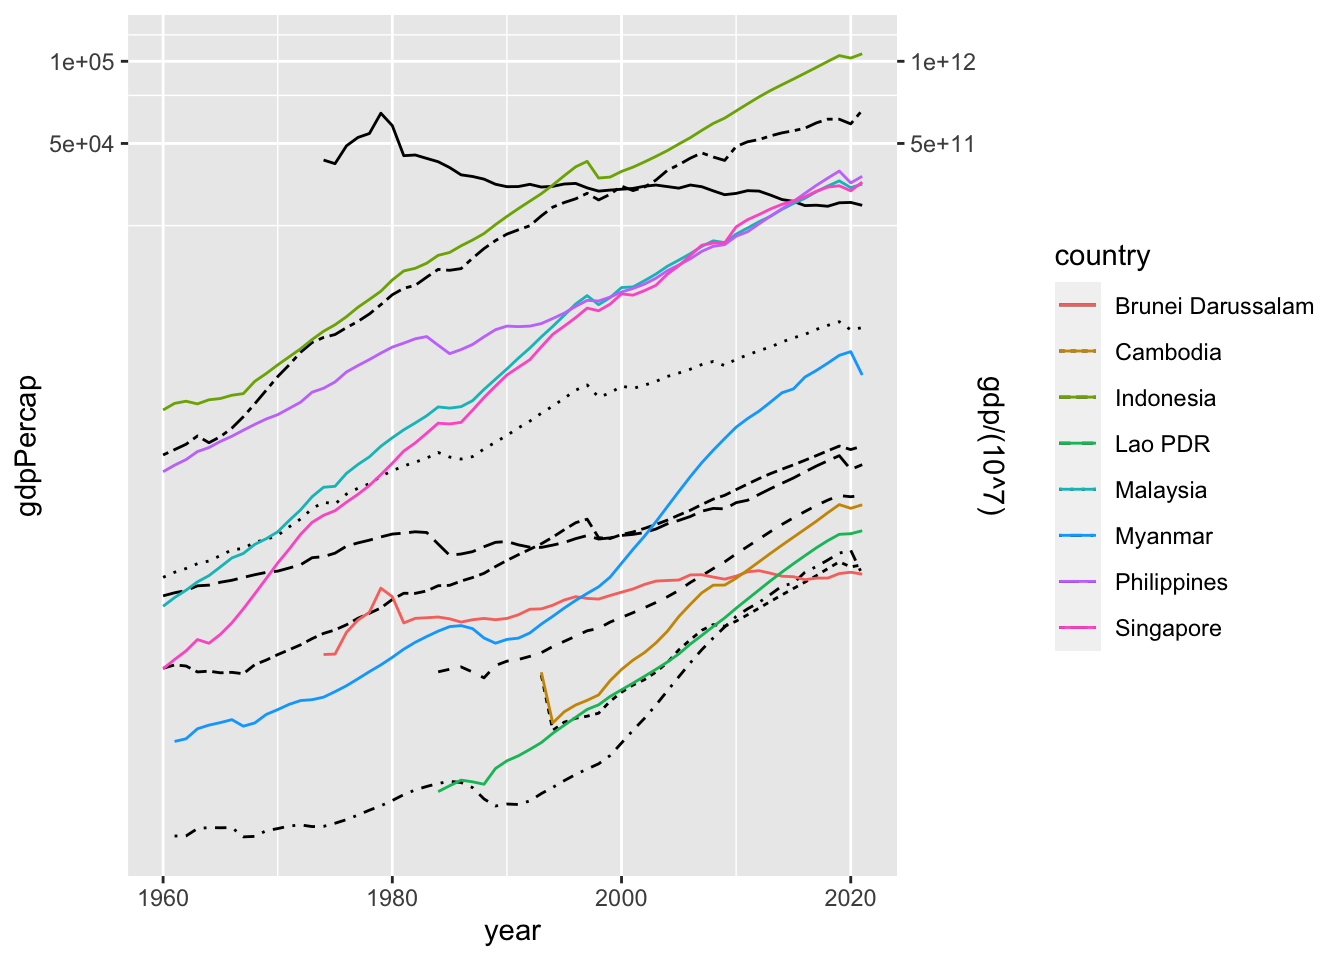 1e+05
5e+04
gdpPercap
1960
1980
2000
2020
year
1e+12
5e+11
gdp/(10^7)
country
Brunei Darussalam
Cambodia
Indonesia
Lao PDR
Malaysia
Myanmar
Philippines
Singapore